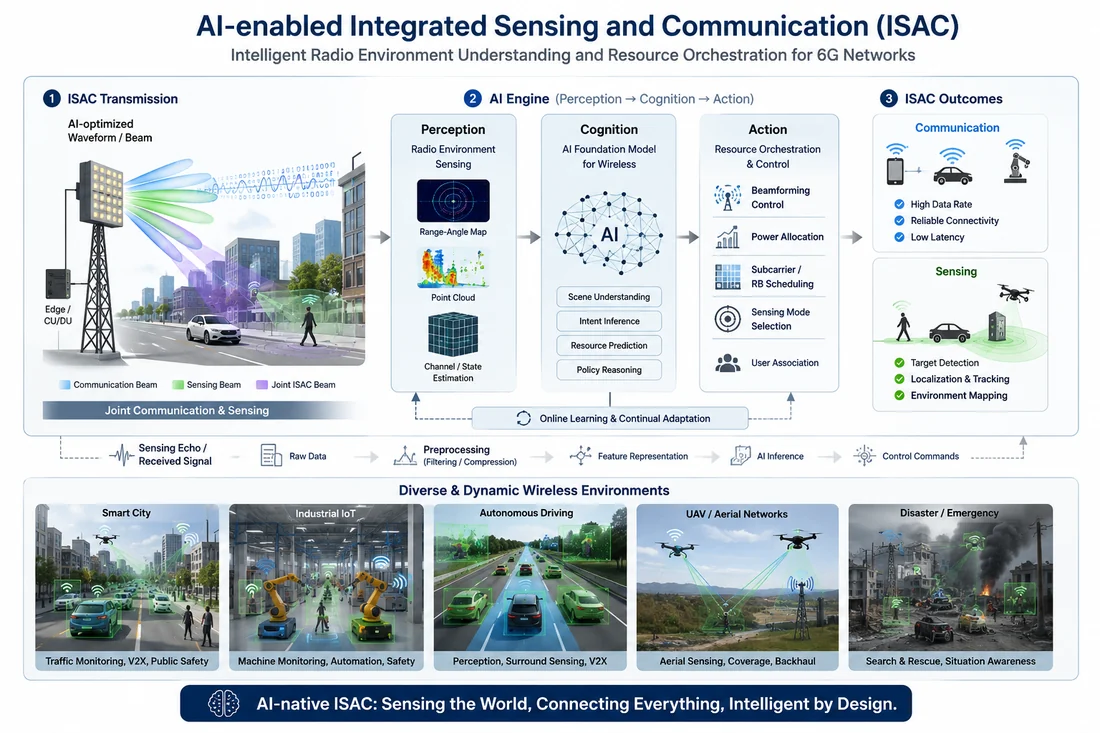 AI-enabled Integrated Sensing and Communication (ISAC)
Intelligent Radio Environment Understanding and Resource Orchestration for 6G Networks
1 ISAC Transmission
AI-optimized
Waveform / Beam
Edge /
CU/DU
Communication Beam
Sensing Beam
Joint ISAC Beam
Joint Communication & Sensing
2 AI Engine (Perception → Cognition → Action)
Perception
Radio Environment
Sensing
Range-Angle Map
Point Cloud
Channel / State
Estimation
Cognition
AI Foundation Model
for Wireless
AI
Scene Understanding
Intent Inference
Resource Prediction
Policy Reasoning
Action
Resource Orchestration
& Control
Beamforming
Control
Power Allocation
Subcarrier /
RB Scheduling
Sensing Mode
Selection
User Association
Online Learning & Continual Adaptation
3 ISAC Outcomes
Communication
High Data Rate
Reliable Connectivity
Low Latency
Sensing
Target Detection
Localization & Tracking
Environment Mapping
Sensing Echo /
Received Signal
Raw Data
Preprocessing
(Filtering / Compression)
Feature Representation
AI Inference
Control Commands
Diverse & Dynamic Wireless Environments
Smart City
Traffic Monitoring, V2X, Public Safety
Industrial IoT
Machine Monitoring, Automation, Safety
Autonomous Driving
Perception, Surround Sensing, V2X
UAV / Aerial Networks
Aerial Sensing, Coverage, Backhaul
Disaster / Emergency
Search & Rescue, Situation Awareness
AI-native ISAC: Sensing the World, Connecting Everything, Intelligent by Design.